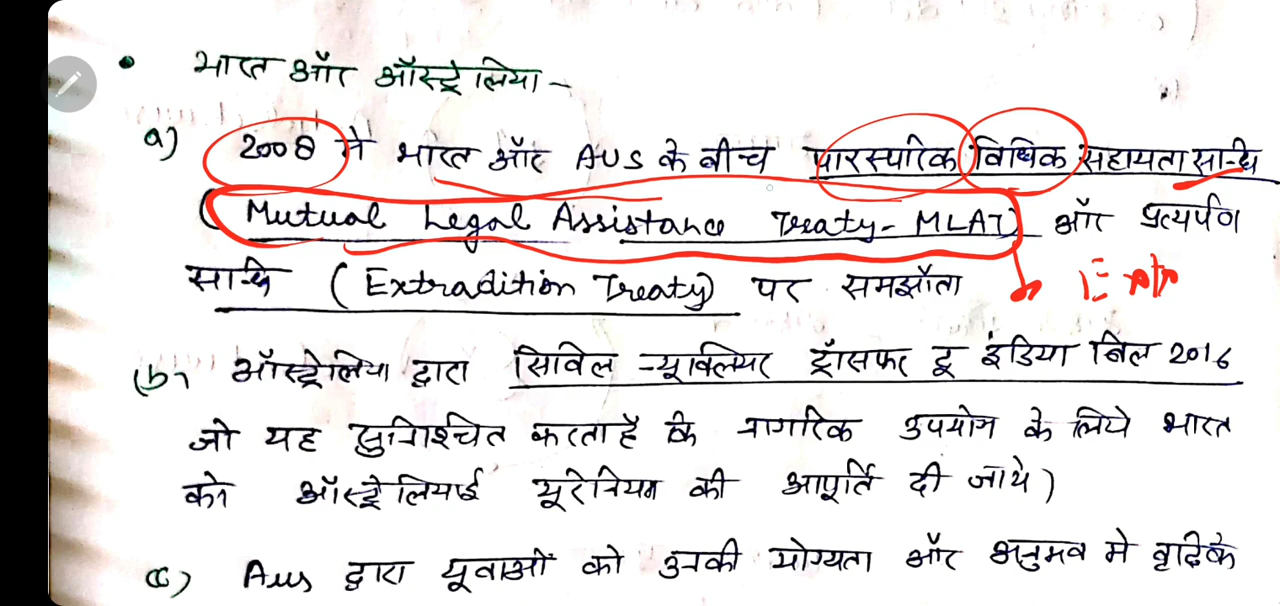 • भारत और ऑस्ट्रेलिया -
a) 2008 मे भारत और AUS के बीच पारस्परिक विधिक सहायता सन्धि
( Mutual Legal Assistance Treaty - MLAT) और प्रत्यर्पण
सन्धि ( Extradition Treaty) पर समझौता
(b) ऑस्ट्रेलिया द्वारा सिविल न्यूक्लियर ट्रॉंसफर टू इंडिया बिल 2016
जो यह सुनिश्चित करता है कि नागरिक उपयोग के लिये भारत
को ऑस्ट्रेलियाई यूरेनियम की आपूर्ति दी जाये)
(c) Aus द्वारा यूवाओं को उनकी योग्यता और अनुभव मे वृद्दि के